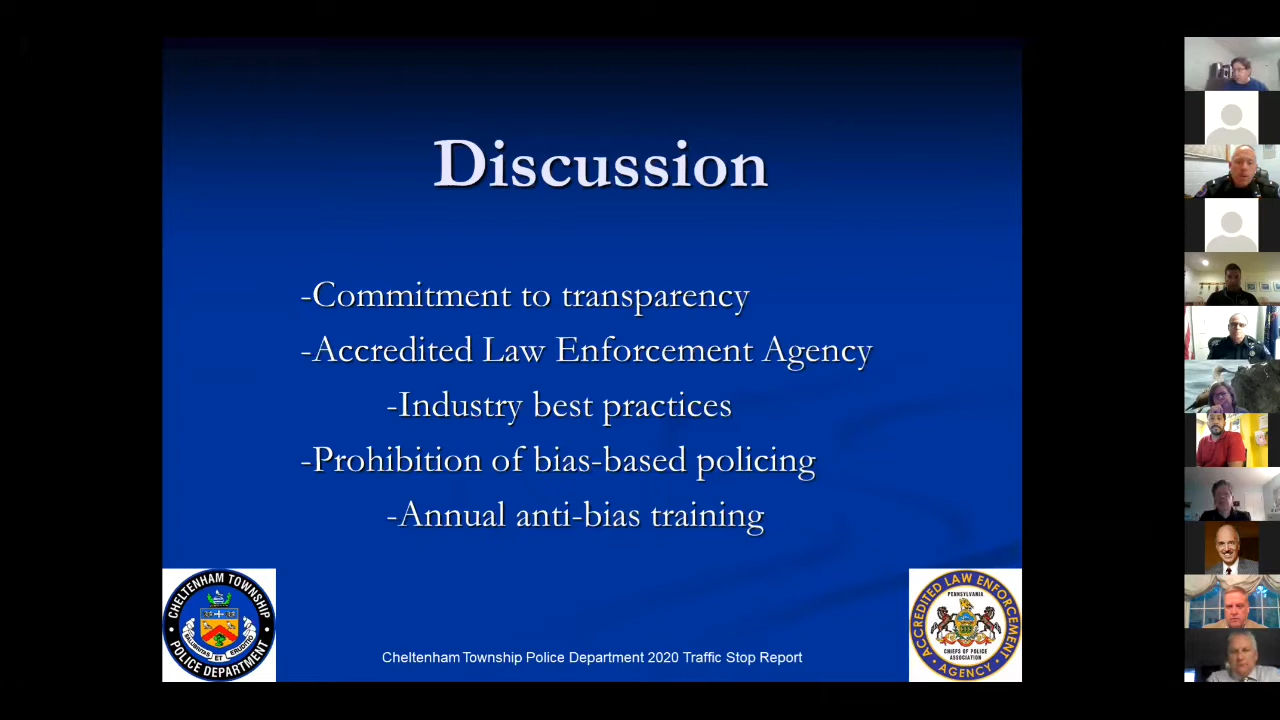 Discussion
-Commitment to transparency
-Accredited Law Enforcement Agency
-Industry best practices
-Prohibition of bias-based policing
-Annual anti-bias training
CHELTENHAM TOWNSHIP
POLICE DEPARTMENT
Cheltenham Township Police Department 2020 Traffic Stop Report
ACCREDITED LAW ENFORCEMENT
PENNSYLVANIA
CHIEFS OF POLICE
ASSOCIATION
AGENCY